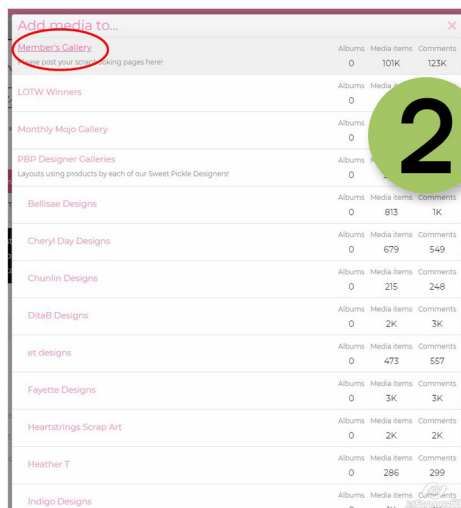 Add media to...
Member's Gallery
Please post your scrapbooking pages here!
Albums Media items Comments
0 101K 123K
LOTW Winners
Albums Media
0
Monthly Mojo Gallery
Albums
0
PBP Designer Galleries
Layouts using products by each of our Sweet Pickle Designers!
Albums
0
2
Bellisae Designs
Albums Media items Comments
0 813 1K
Cheryl Day Designs
Albums Media items Comments
0 679 549
Chunlin Designs
Albums Media items Comments
0 215 248
DitaB Designs
Albums Media items Comments
0 2K 3K
et designs
Albums Media items Comments
0 473 557
Fayette Designs
Albums Media items Comments
0 3K 3K
Heartstrings Scrap Art
Albums Media items Comments
0 2K 2K
Heather T
Albums Media items Comments
0 286 299
Indigo Designs
Albums Media items Comments